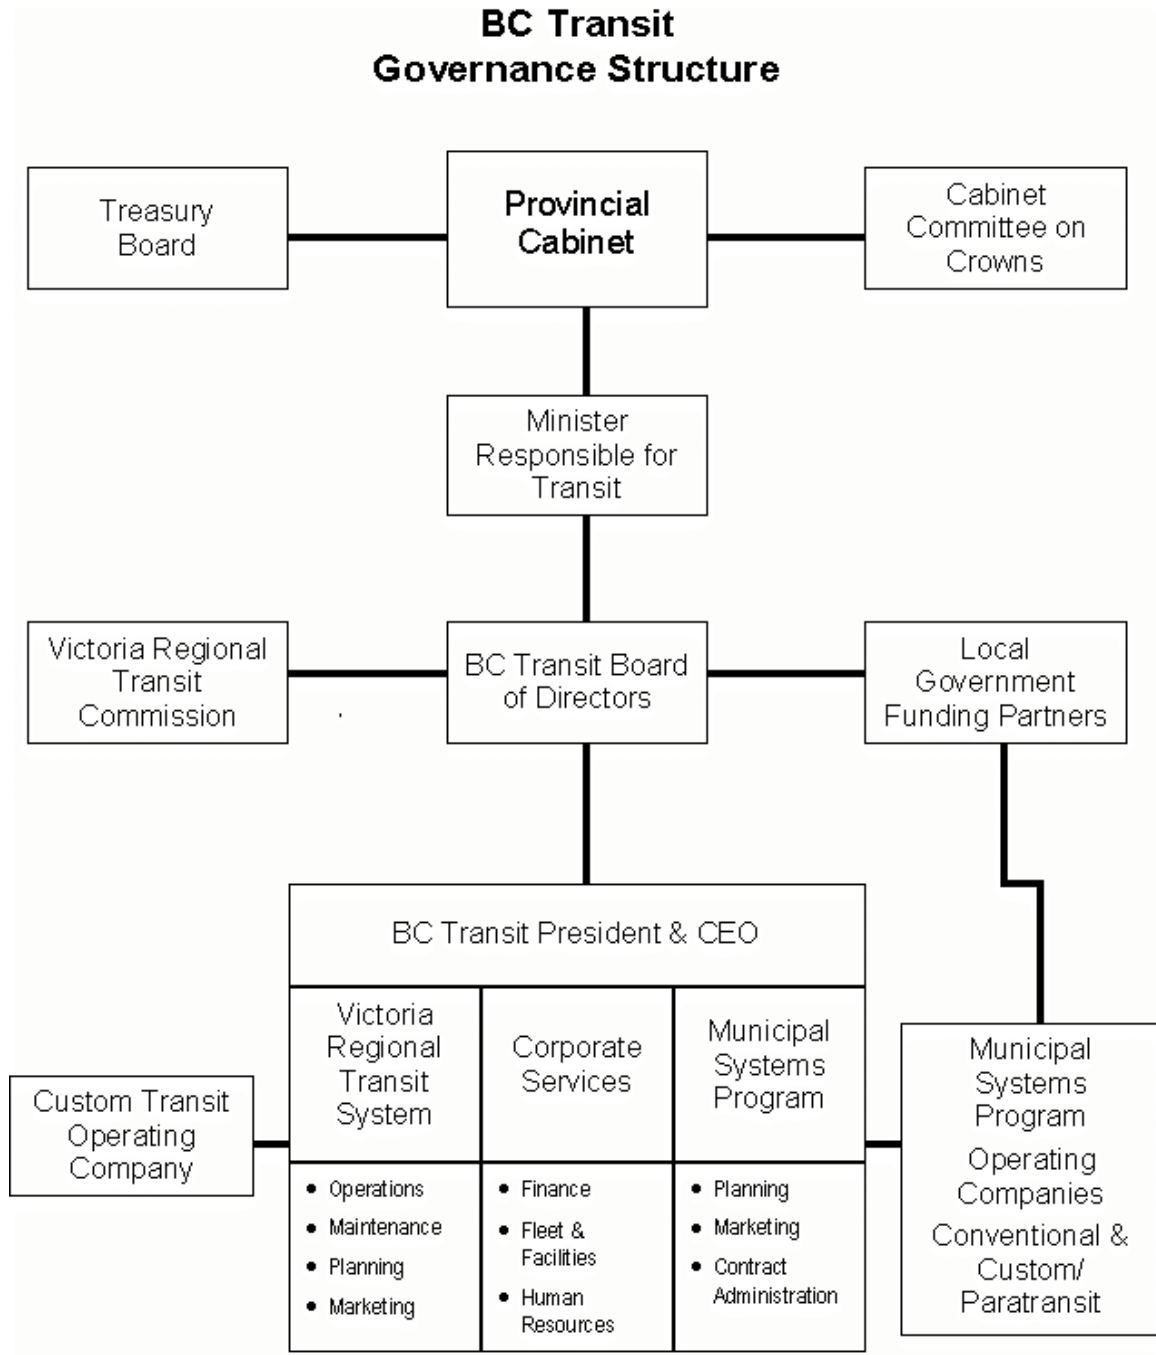 BC Transit
Governance Structure
Treasury
Board
Provincial
Cabinet
Cabinet
Committee on
Crowns
Minister
Responsible for
Transit
Victoria Regional
Transit
Commission
BC Transit Board
of Directors
Local
Government
Funding Partners
BC Transit President & CEO
Custom Transit
Operating
Company
Victoria
Regional
Transit
System
• Operations
• Maintenance
• Planning
• Marketing
Corporate
Services
• Finance
• Fleet &
Facilities
• Human
Resources
Municipal
Systems
Program
• Planning
• Marketing
• Contract
Administration
Municipal
Systems
Program
Operating
Companies
Conventional &
Custom/
Paratransit